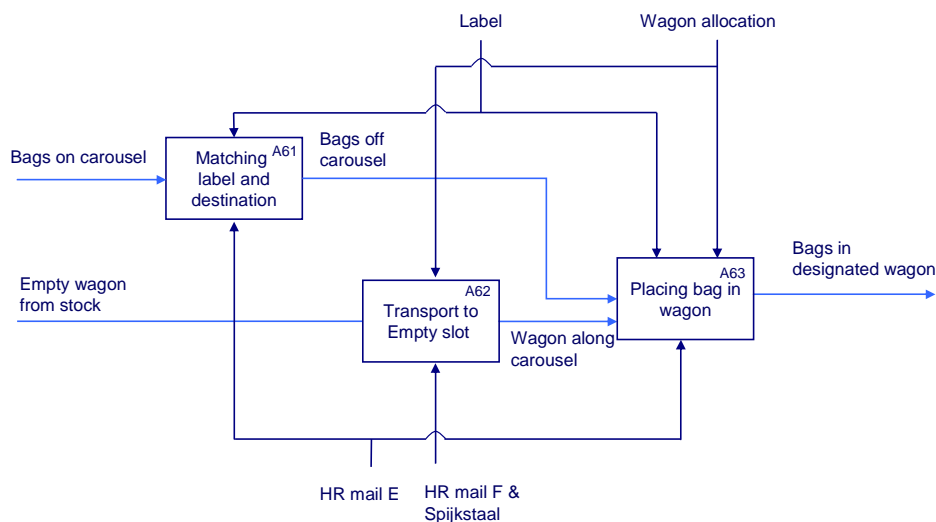 Label
Wagon allocation
Bags on carousel
A61
Matching
label and
destination
Bags off
carousel
Empty wagon
from stock
A62
Transport to
Empty slot
Wagon along
carousel
A63
Placing bag in
wagon
Bags in
designated wagon
HR mail E
HR mail F &
Spijkstaal